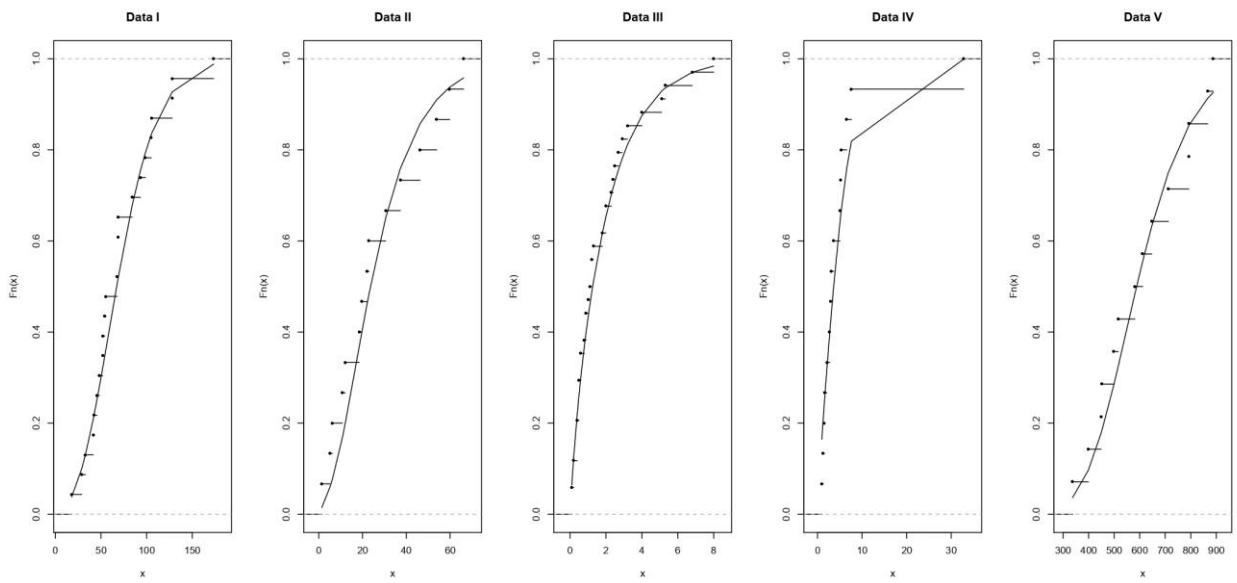 Data I
Data II
Data III
Data IV
Data V
Fn(x)
0.0 0.2 0.4 0.6 0.8 1.0
0 50 100 150
x
Fn(x)
0.0 0.2 0.4 0.6 0.8 1.0
0 20 40 60
x
Fn(x)
0.0 0.2 0.4 0.6 0.8 1.0
0 2 4 6 8
x
Fn(x)
0.0 0.2 0.4 0.6 0.8 1.0
0 10 20 30
x
Fn(x)
0.0 0.2 0.4 0.6 0.8 1.0
300 400 500 600 700 800 900
x